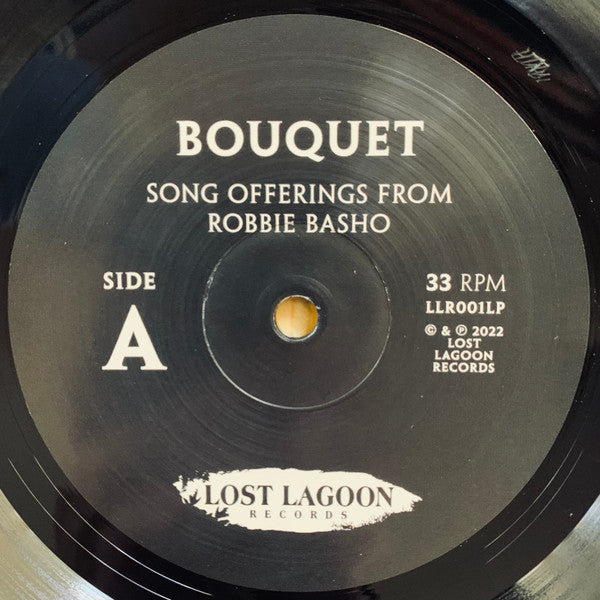 BOUQUET
SONG OFFERINGS FROM
ROBBIE BASHO
SIDE
A
33 RPM
LLR001LP
© & ℗ 2022
LOST
LAGOON
RECORDS
LOST LAGOON
RECORDS